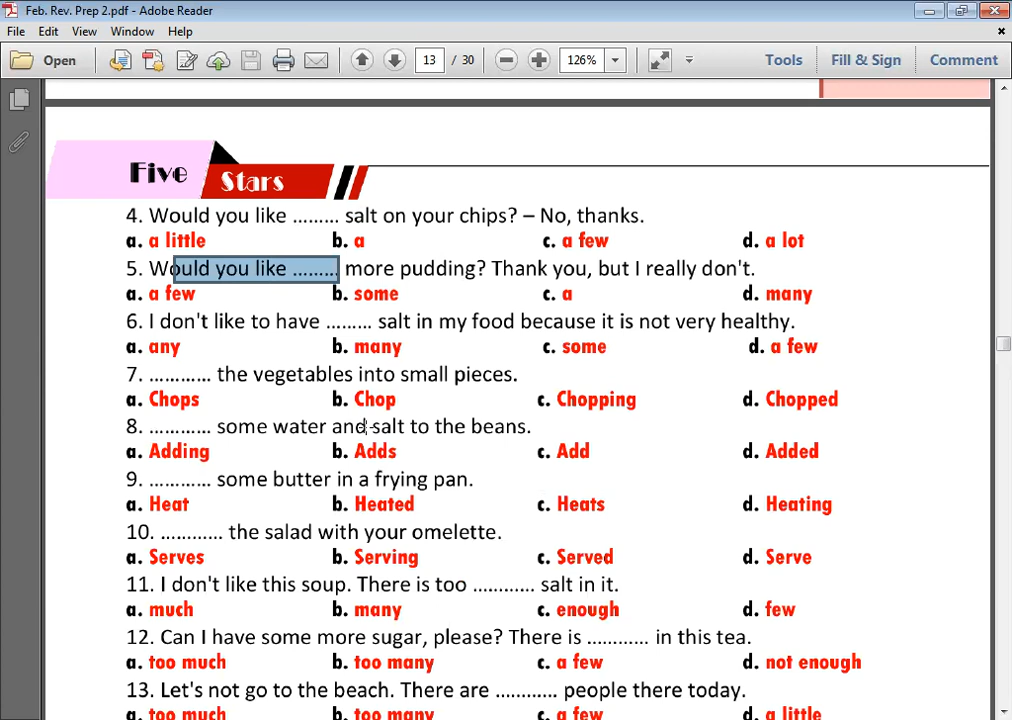 Feb. Rev. Prep 2.pdf - Adobe Reader
File Edit View Window Help
Open 13 / 30 126% Tools Fill & Sign Comment
Five Stars
4. Would you like ......... salt on your chips? – No, thanks.
a. a little b. a c. a few d. a lot
5. Would you like ......... more pudding? Thank you, but I really don't.
a. a few b. some c. a d. many
6. I don't like to have ......... salt in my food because it is not very healthy.
a. any b. many c. some d. a few
7. ............ the vegetables into small pieces.
a. Chops b. Chop c. Chopping d. Chopped
8. ............ some water and salt to the beans.
a. Adding b. Adds c. Add d. Added
9. ............ some butter in a frying pan.
a. Heat b. Heated c. Heats d. Heating
10. ............ the salad with your omelette.
a. Serves b. Serving c. Served d. Serve
11. I don't like this soup. There is too ............ salt in it.
a. much b. many c. enough d. few
12. Can I have some more sugar, please? There is ............ in this tea.
a. too much b. too many c. a few d. not enough
13. Let's not go to the beach. There are ............ people there today.
a. too much b. too many c. a few d. a little